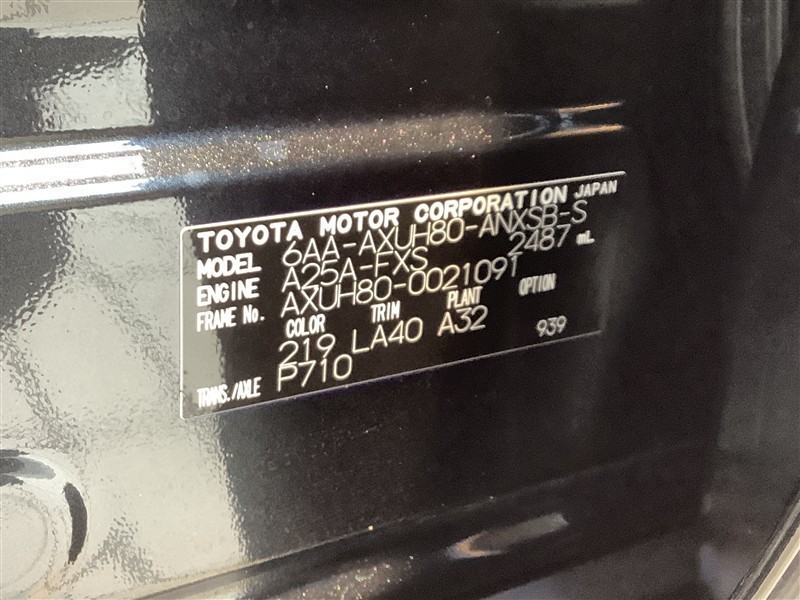 TOYOTA MOTOR CORPORATION JAPAN
MODEL 6AA-AXUH80-ANXSB-S
ENGINE A25A-FXS 2487 mL
FRAME No. AXUH80-0021091
COLOR TRIM PLANT OPTION
219 LA40 A32
TRANS./AXLE P710 939